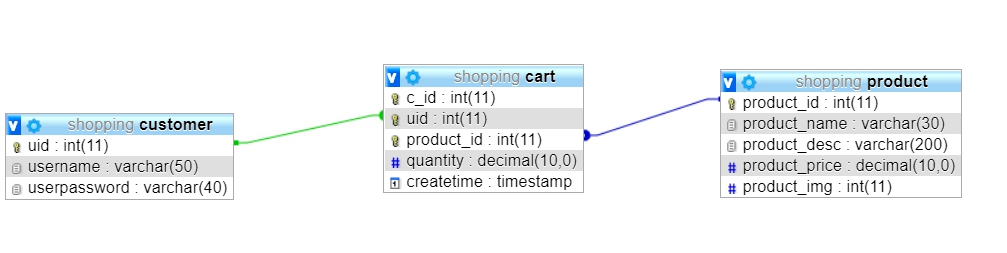 shopping customer
uid : int(11)
username : varchar(50)
userpassword : varchar(40)
shopping cart
c_id : int(11)
uid : int(11)
product_id : int(11)
quantity : decimal(10,0)
createtime : timestamp
shopping product
product_id : int(11)
product_name : varchar(30)
product_desc : varchar(200)
product_price : decimal(10,0)
product_img : int(11)